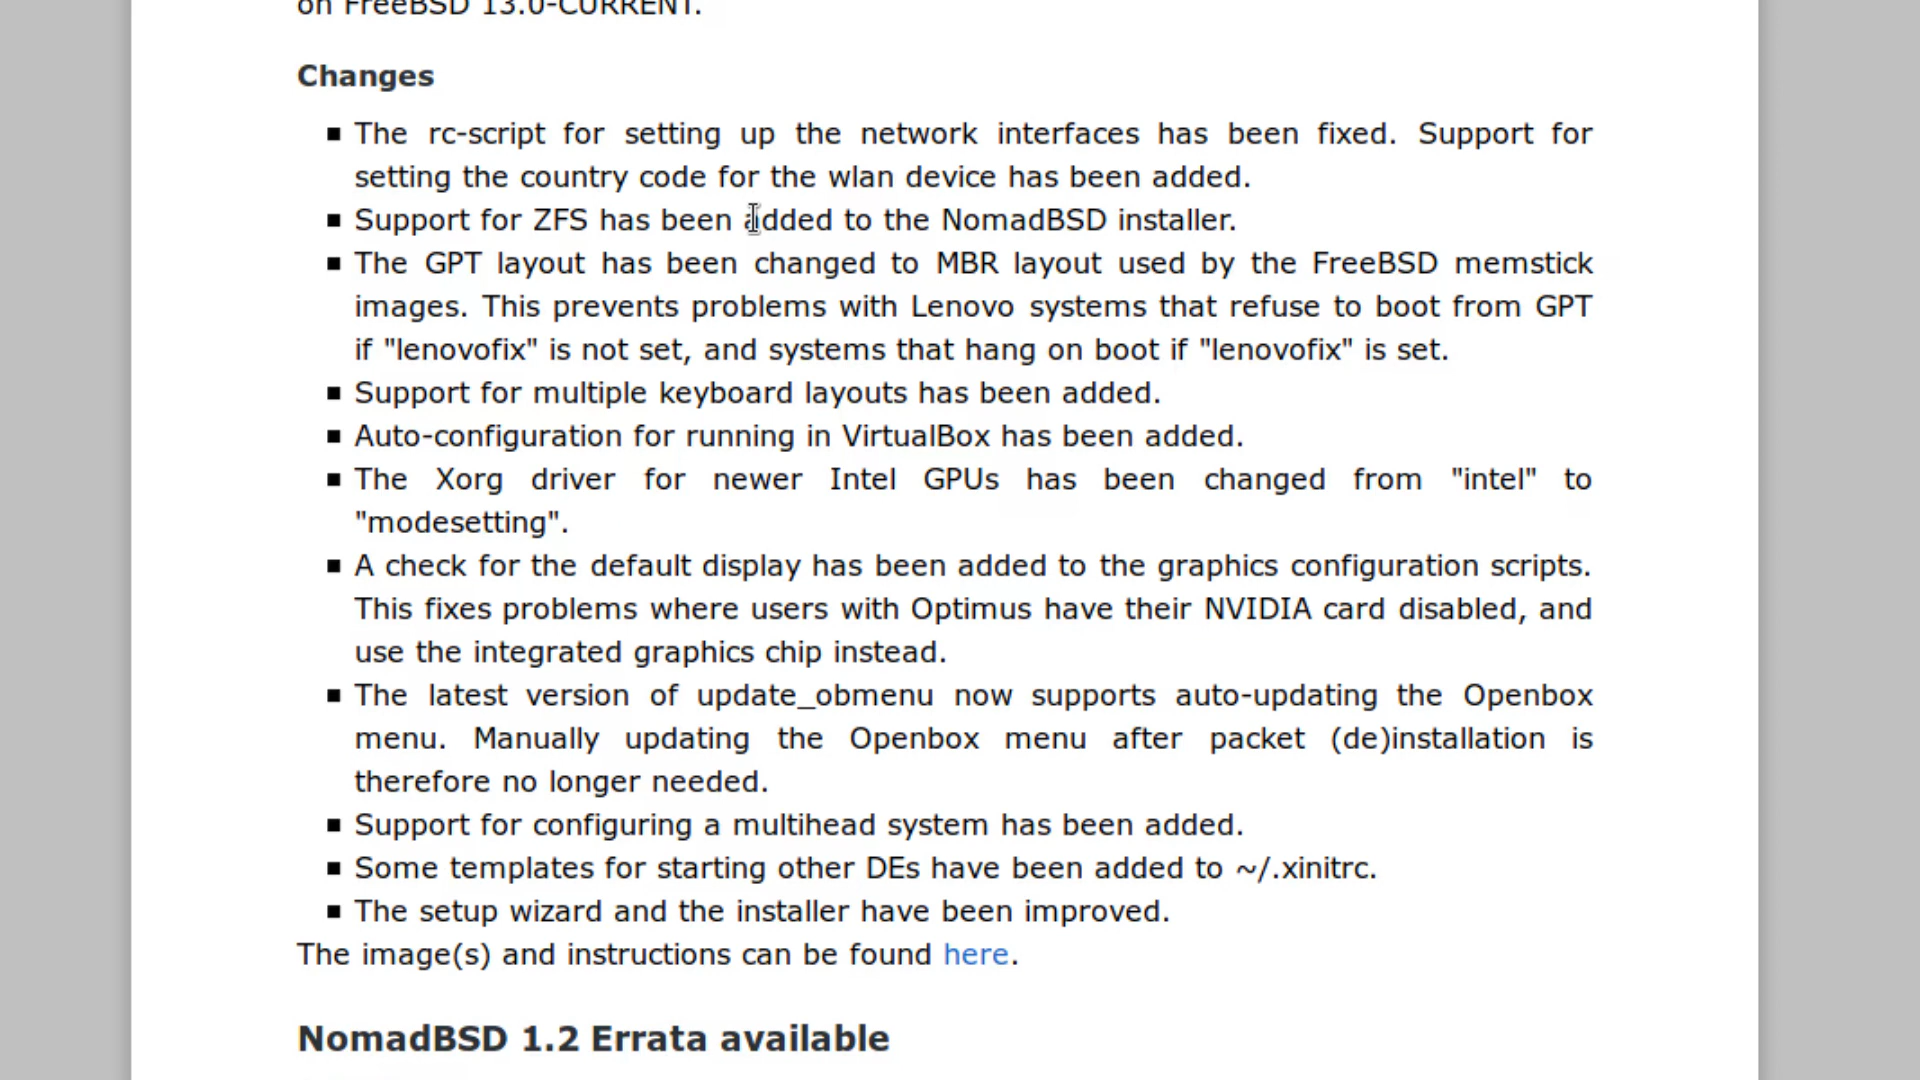 on FreeBSD 13.0-CURRENT.
Changes
The rc-script for setting up the network interfaces has been fixed. Support for
setting the country code for the wlan device has been added.
Support for ZFS has been added to the NomadBSD installer.
The GPT layout has been changed to MBR layout used by the FreeBSD memstick
images. This prevents problems with Lenovo systems that refuse to boot from GPT
if "lenovofix" is not set, and systems that hang on boot if "lenovofix" is set.
Support for multiple keyboard layouts has been added.
Auto-configuration for running in VirtualBox has been added.
The Xorg driver for newer Intel GPUs has been changed from "intel" to
"modesetting".
A check for the default display has been added to the graphics configuration scripts.
This fixes problems where users with Optimus have their NVIDIA card disabled, and
use the integrated graphics chip instead.
The latest version of update_obmenu now supports auto-updating the Openbox
menu. Manually updating the Openbox menu after packet (de)installation is
therefore no longer needed.
Support for configuring a multihead system has been added.
Some templates for starting other DEs have been added to ~/.xinitrc.
The setup wizard and the installer have been improved.
The image(s) and instructions can be found here.
NomadBSD 1.2 Errata available